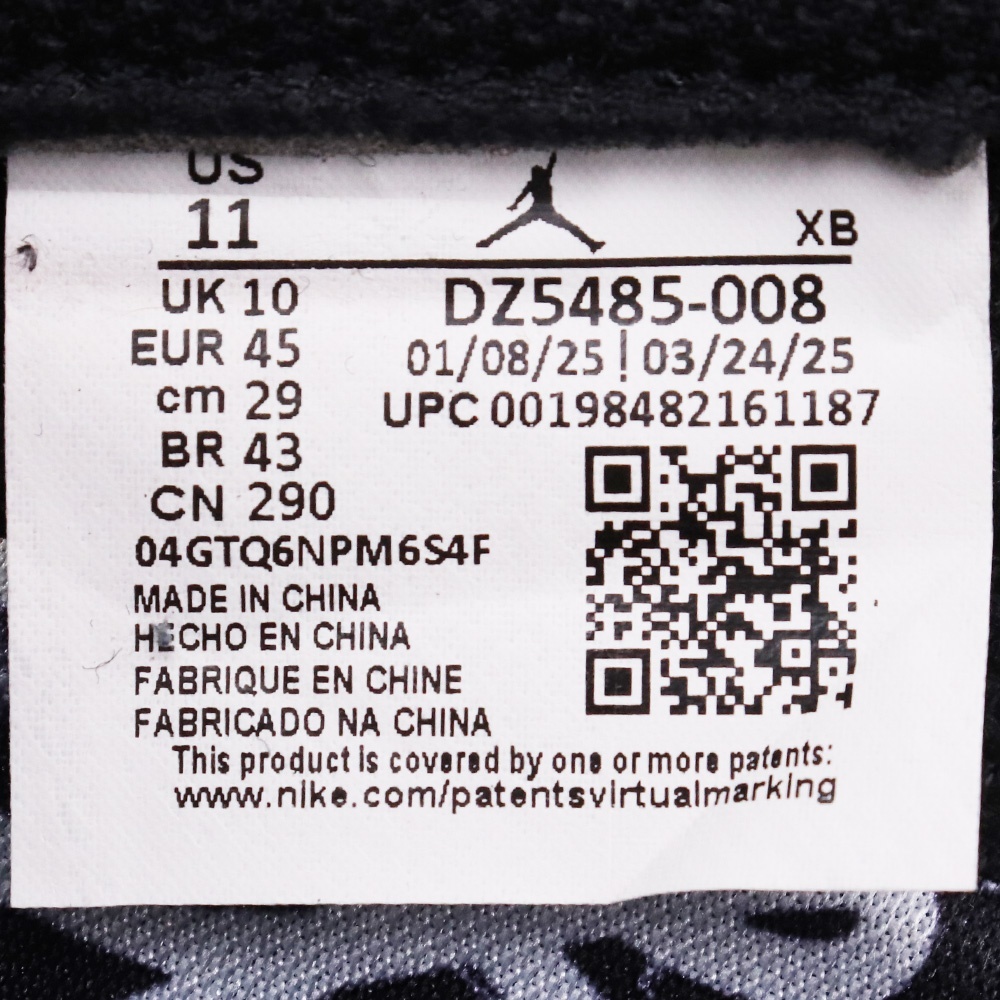 US
11
XB
UK 10
DZ5485-008
EUR 45
01/08/25 | 03/24/25
cm 29
UPC 00198482161187
BR 43
CN 290
04GTQ6NPM6S4F
MADE IN CHINA
HECHO EN CHINA
FABRIQUE EN CHINE
FABRICADO NA CHINA
This product is covered by one or more patents:
www.nike.com/patentsvirtualmarking